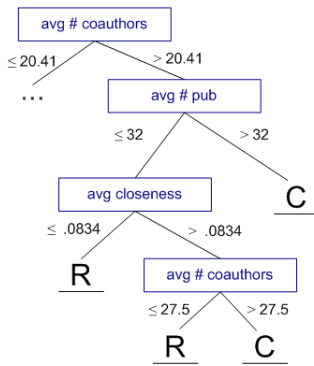 avg # coauthors
≤ 20.41
> 20.41
...
avg # pub
≤ 32
> 32
avg closeness
C
≤ .0834
> .0834
R
avg # coauthors
≤ 27.5
> 27.5
R
C